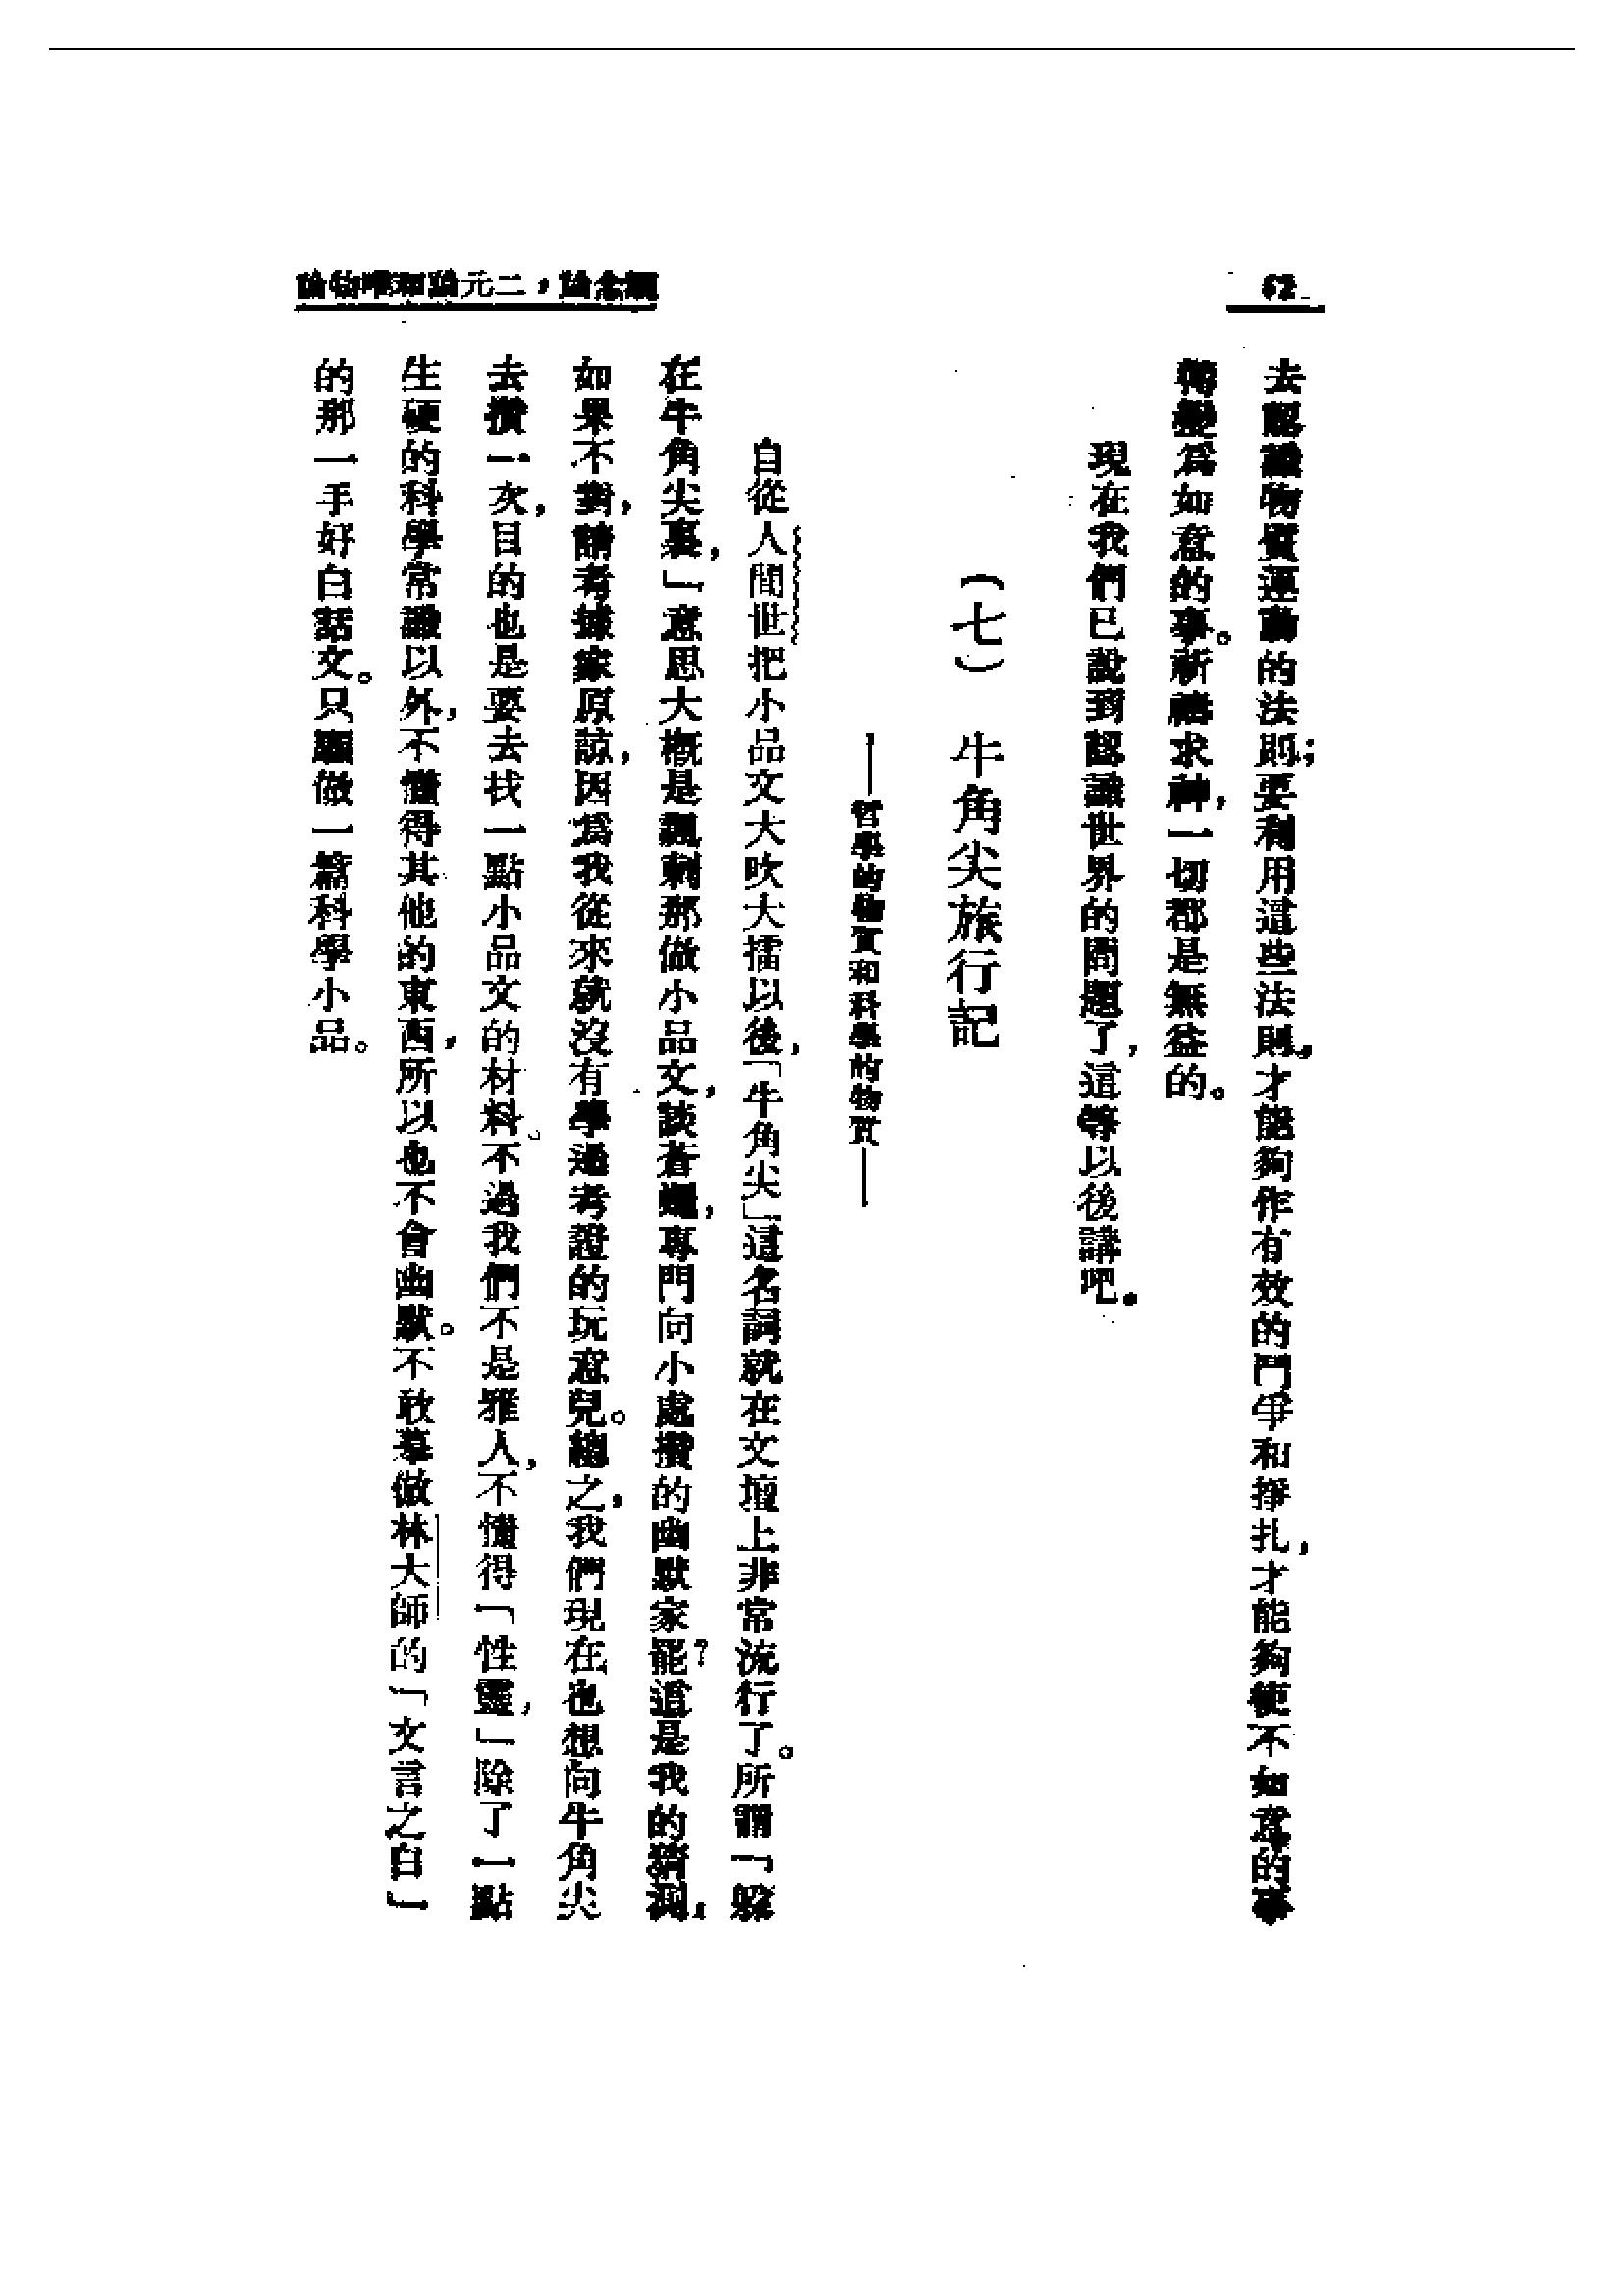 62
觀念論，二元論和唯物論
去認識物質運動的法則；要利用這些法則，才能夠作有效的鬥爭和掙扎，才能夠使不如意的事
轉變爲如意的事。祈禱求神，一切都是無益的。
現在我們已說到認識世界的問題了，這等以後講吧。
（七）　牛角尖旅行記
——哲學的物質和科學的物質——
自從人間世把小品文大吹大擂以後，「牛角尖」這名詞就在文壇上非常流行了。所謂「躱
在牛角尖裏，」意思大概是諷刺那做小品文，談蒼蠅，專門向小處攢的幽默家罷？這是我的猜測，
如果不對，請考據家原諒，因爲我從來就沒有學過考證的玩意兒。總之，我們現在也想向牛角尖
去攢一次，目的也是要去找一點小品文的材料。不過我們不是雅人，不懂得「性靈，」除了一點
生硬的科學常識以外，不懂得其他的東西，所以也不會幽默。不敢摹倣林大師的「文言之白」
的那一手好白話文。只願做一篇科學小品。